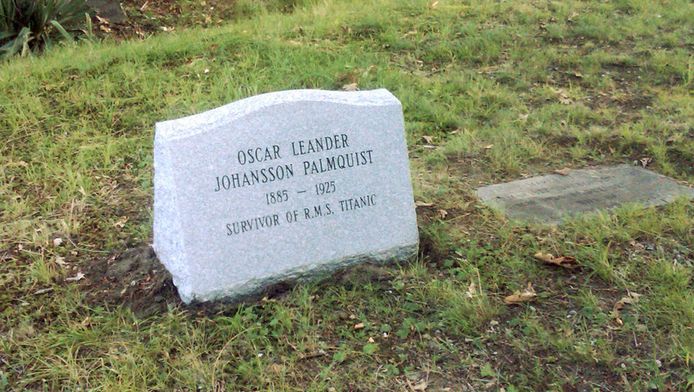 OSCAR LEANDER
JOHANSSON PALMQUIST
1885 — 1925
SURVIVOR OF R.M.S. TITANIC